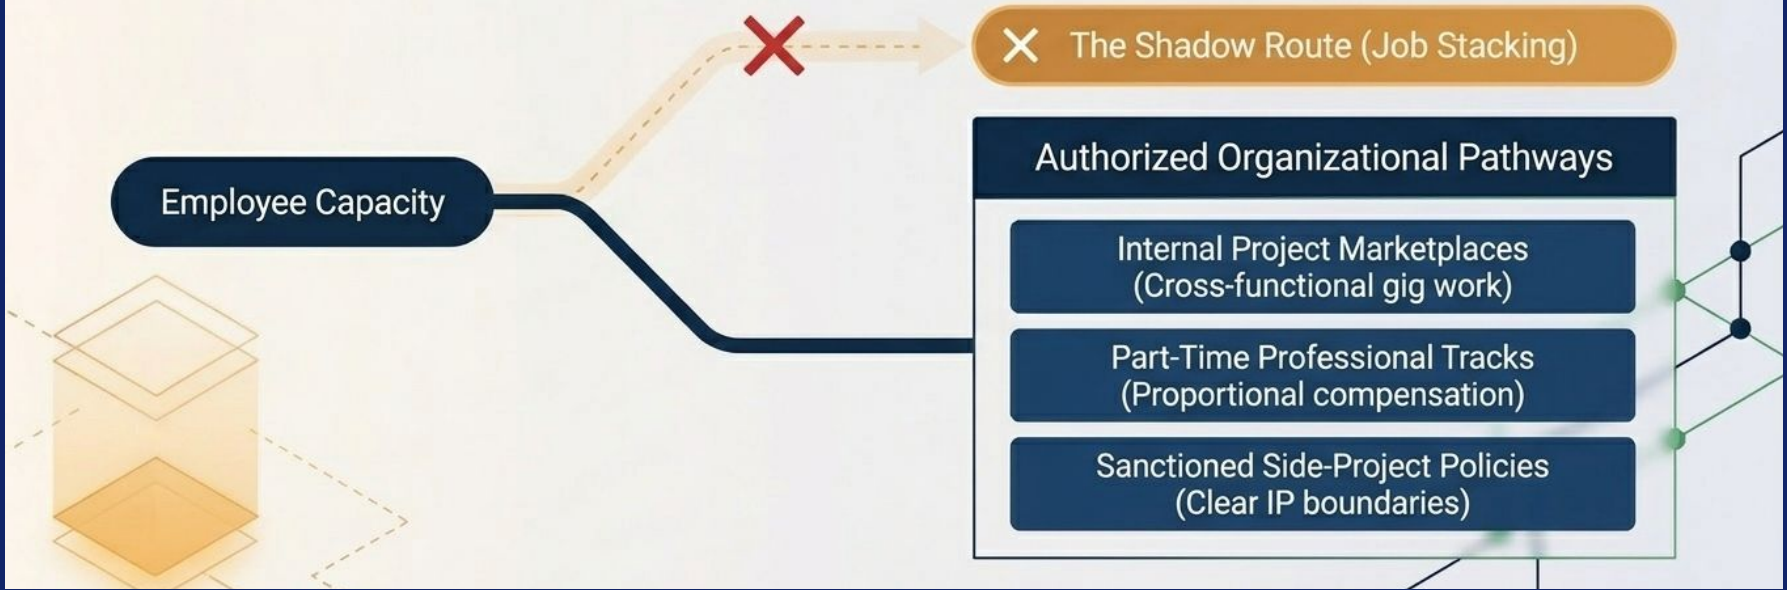 The Shadow Route (Job Stacking)
Employee Capacity
Authorized Organizational Pathways
Internal Project Marketplaces
(Cross-functional gig work)
Part-Time Professional Tracks
(Proportional compensation)
Sanctioned Side-Project Policies
(Clear IP boundaries)